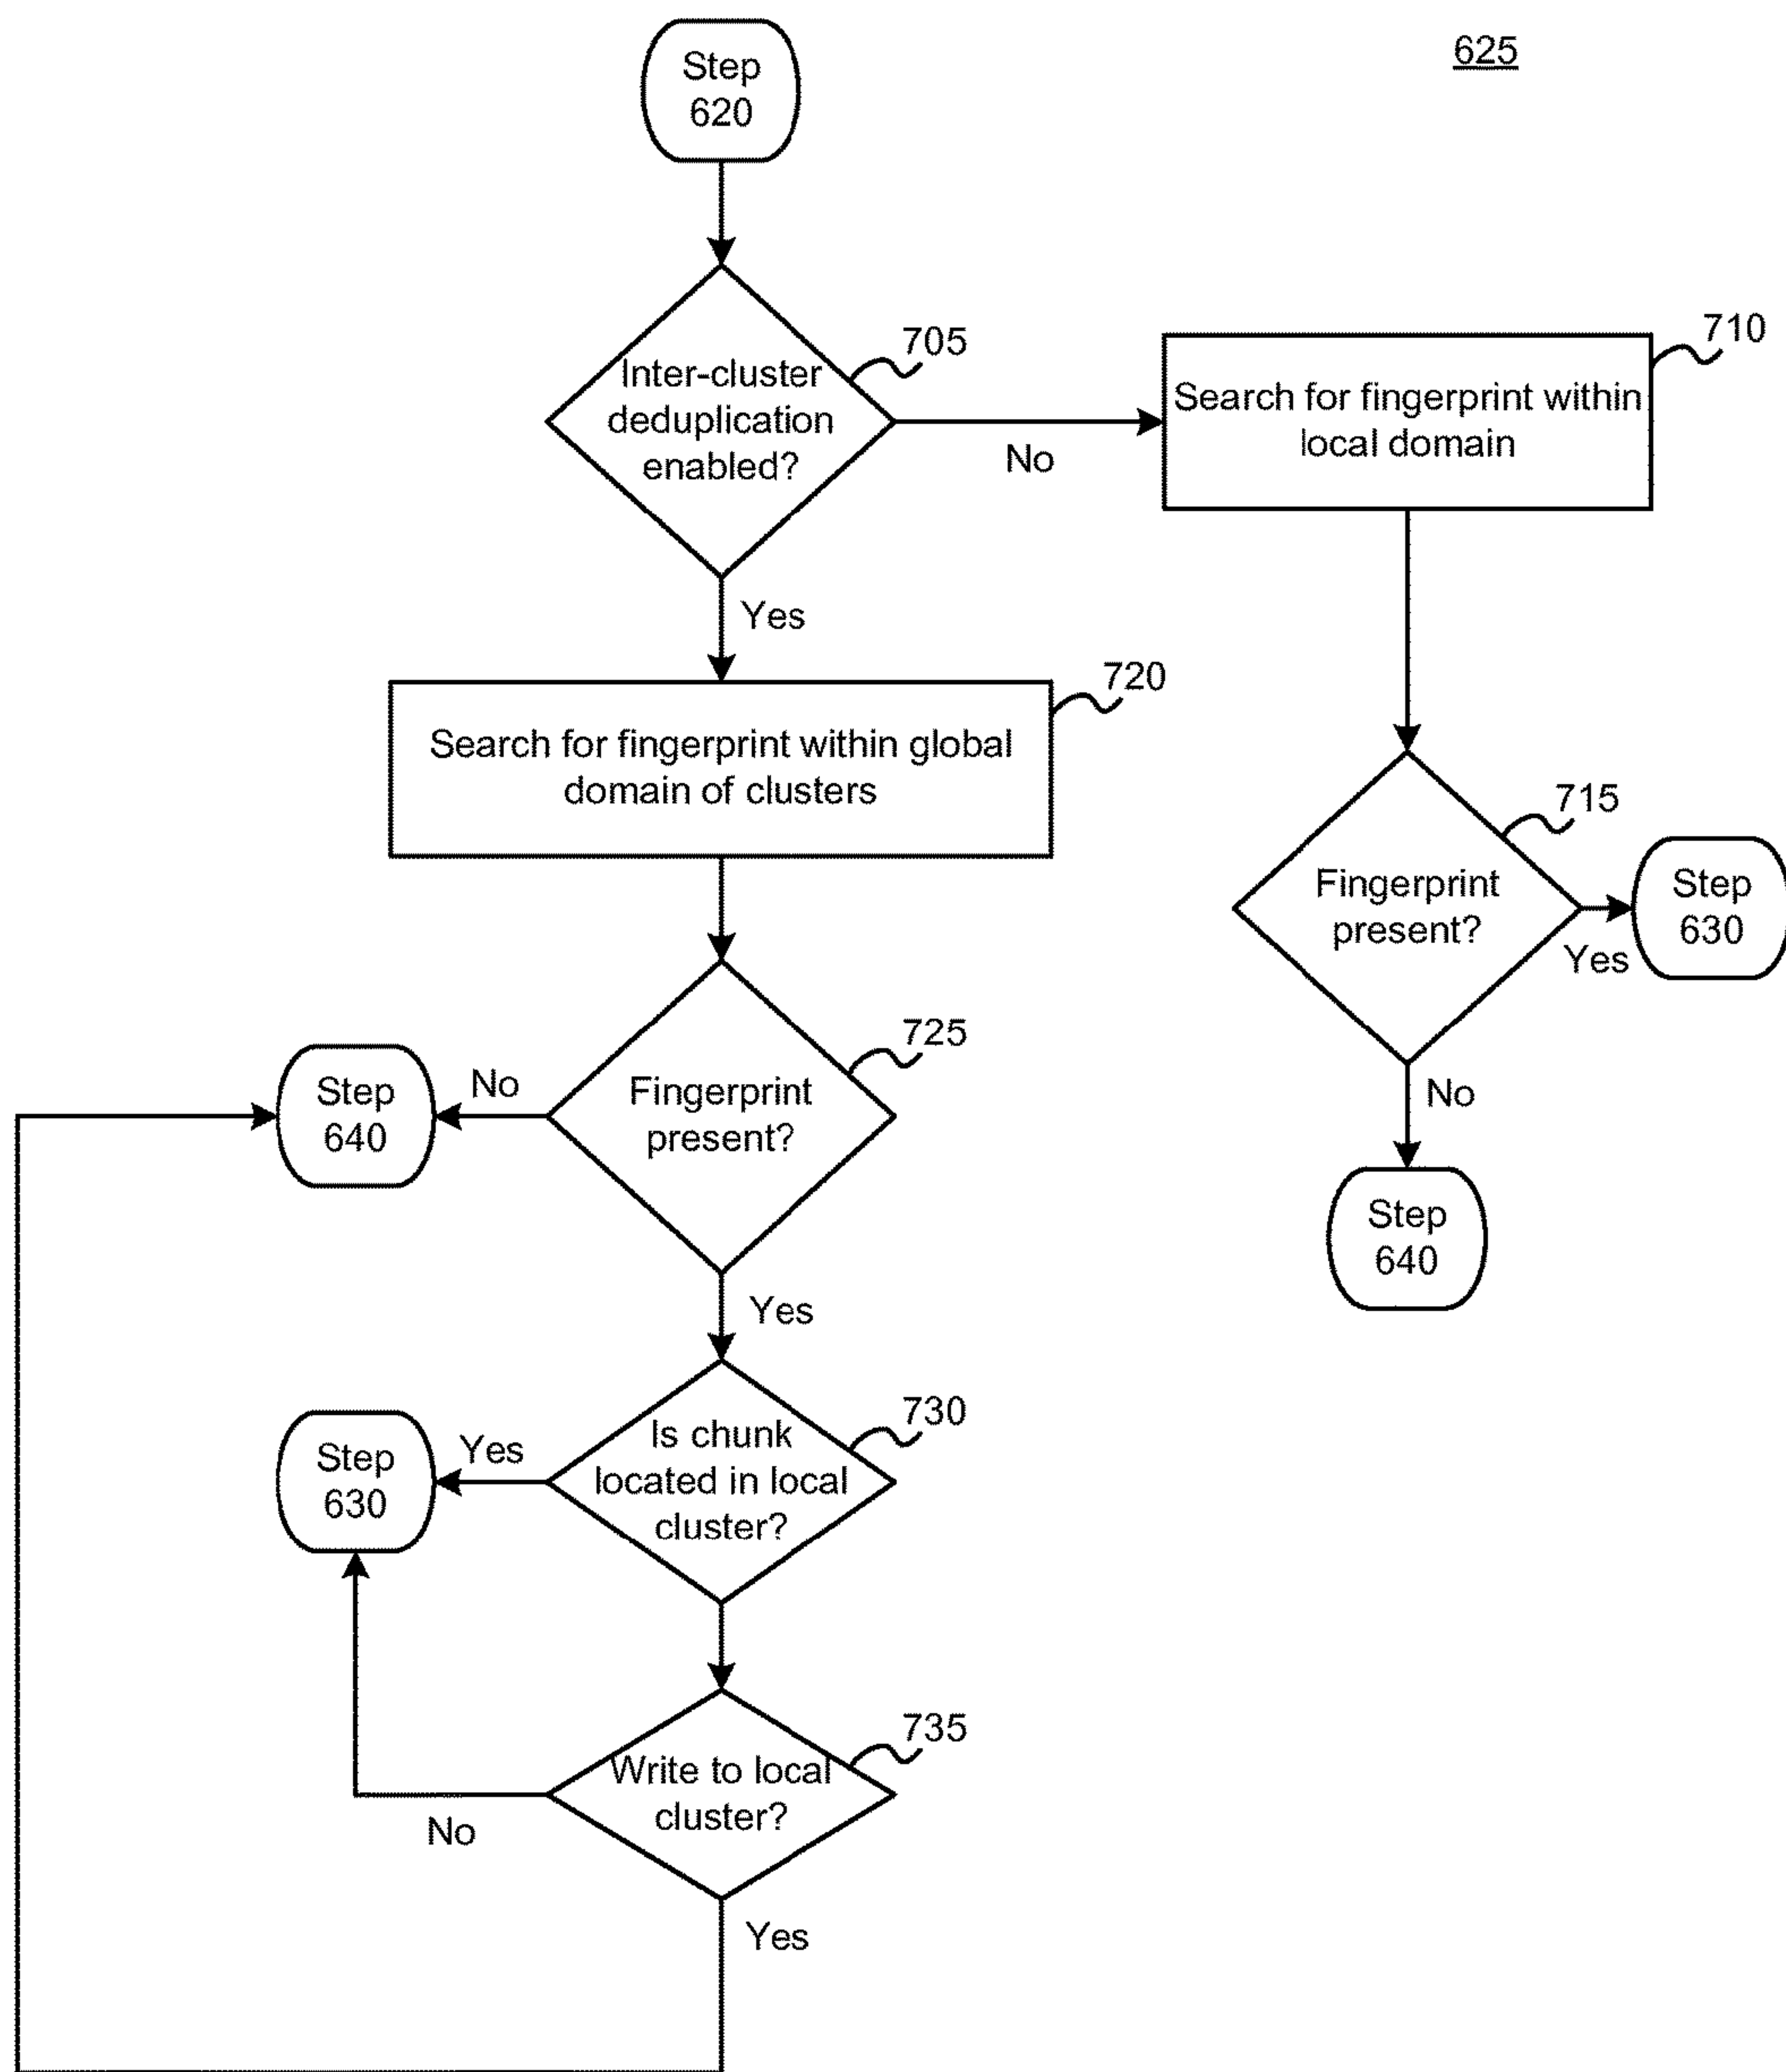 625
Step
620
705
Inter-cluster
deduplication
enabled?
No
710
Search for fingerprint within
local domain
Yes
720
Search for fingerprint within global
domain of clusters
715
Fingerprint
present?
Yes
Step
630
No
Step
640
725
Fingerprint
present?
No
Step
640
Yes
730
Is chunk
located in local
cluster?
Yes
Step
630
735
Write to local
cluster?
No
Yes